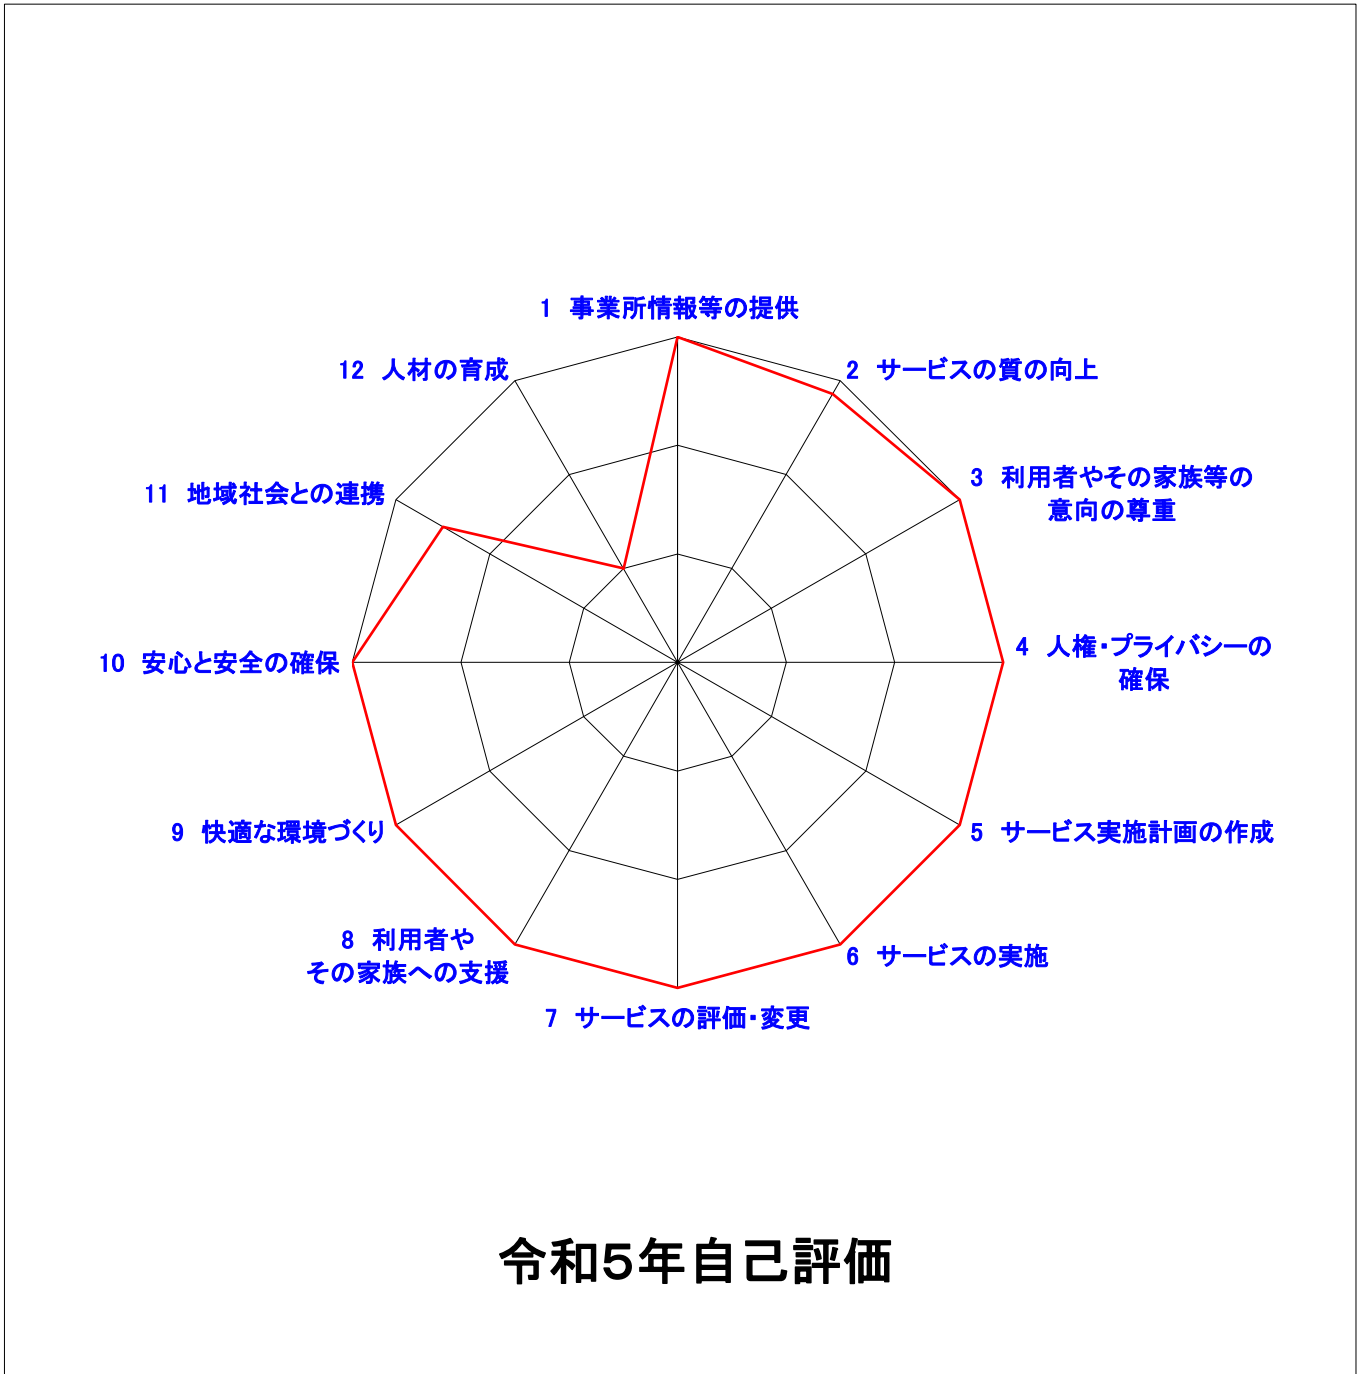 1 事業所情報等の提供
2 サービスの質の向上
3 利用者やその家族等の
意向の尊重
4 人権・プライバシーの
確保
5 サービス実施計画の作成
6 サービスの実施
7 サービスの評価・変更
8 利用者や
その家族への支援
9 快適な環境づくり
10 安心と安全の確保
11 地域社会との連携
12 人材の育成
令和5年自己評価